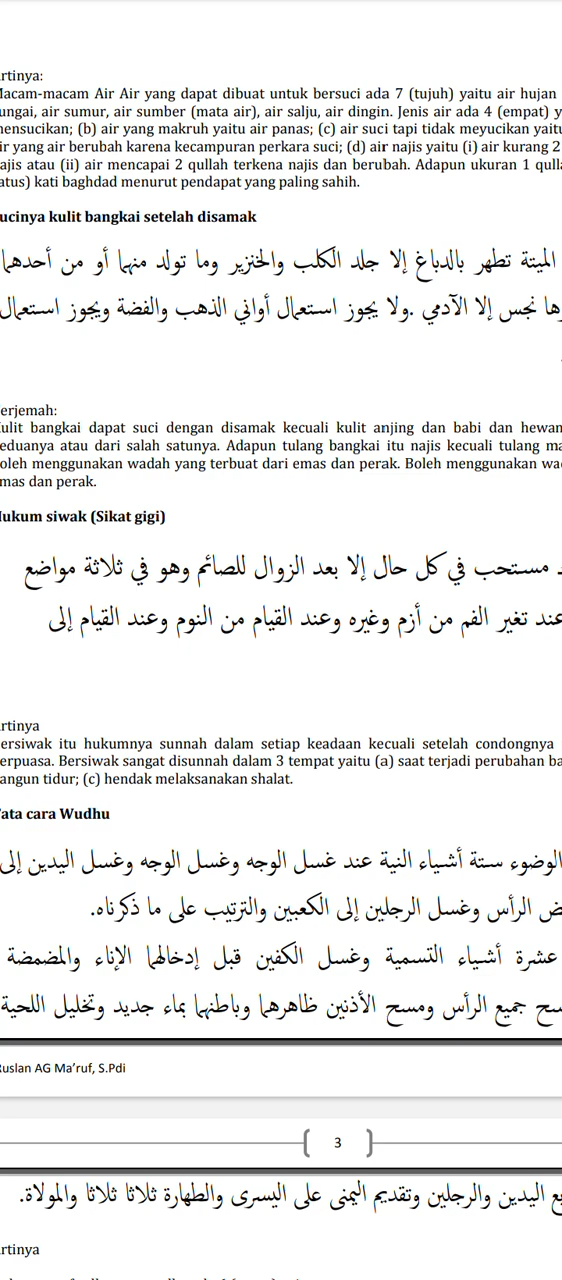 rtinya:
Macam-macam Air Air yang dapat dibuat untuk bersuci ada 7 (tujuh) yaitu air hujan
ungai, air sumur, air sumber (mata air), air salju, air dingin. Jenis air ada 4 (empat) y
mensucikan; (b) air yang makruh yaitu air panas; (c) air suci tapi tidak meyucikan yaitu
ir yang air berubah karena kecampuran perkara suci; (d) air najis yaitu (i) air kurang 2
ajis atau (ii) air mencapai 2 qullah terkena najis dan berubah. Adapun ukuran 1 qull
atus) kati baghdad menurut pendapat yang paling sahih.
ucinya kulit bangkai setelah disamak
الميتة تطهر بالدباغ إلا جلد الكلب والخنزير وما تولد منهما أو من أحدهما
ها نجس إلا الآدمي .ولا يجوز استعمال أواني الذهب والفضة ويجوز استعمال
erjemah:
ulit bangkai dapat suci dengan disamak kecuali kulit anjing dan babi dan hewan
eduanya atau dari salah satunya. Adapun tulang bangkai itu najis kecuali tulang ma
oleh menggunakan wadah yang terbuat dari emas dan perak. Boleh menggunakan wa
mas dan perak.
Hukum siwak (Sikat gigi)
مستحب في كل حال إلا بعد الزوال للصائم وهو في ثلاثة مواضع
عند تغير الفم من أزم وغيره وعند القيام من النوم وعند القيام إلى
rtinya
ersiwak itu hukumnya sunnah dalam setiap keadaan kecuali setelah condongnya
erpuasa. Bersiwak sangat disunnah dalam 3 tempat yaitu (a) saat terjadi perubahan ba
angun tidur; (c) hendak melaksanakan shalat.
Tata cara Wudhu
الوضوء ستة أشياء النية عند غسل الوجه وغسل الوجه وغسل اليدين إلى
ض الرأس وغسل الرجلين إلى الكعبين والترتيب على ما ذكرناه.
عشرة أشياء التسمية وغسل الكفين قبل إدخالهما الإناء والمضمضة
سح جميع الرأس ومسح الأذنين ظاهرهما وباطنهما بماء جديد وتخليل اللحية
Ruslan AG Ma'ruf, S.Pdi
3
ع اليدين والرجلين وتقديم اليمنى على اليسرى والطهارة ثلاثا ثلاثا والمولاة.
rtinya